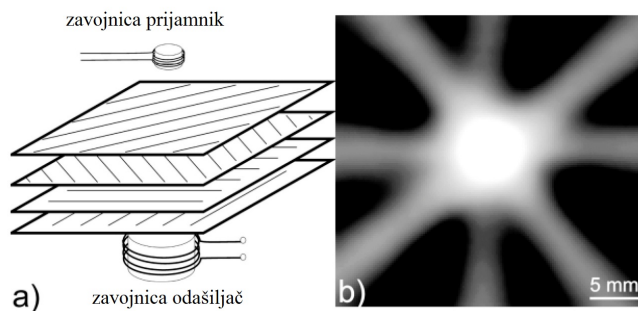 zavojnica prijamnik
a)
zavojnica odašiljač
b)
5 mm